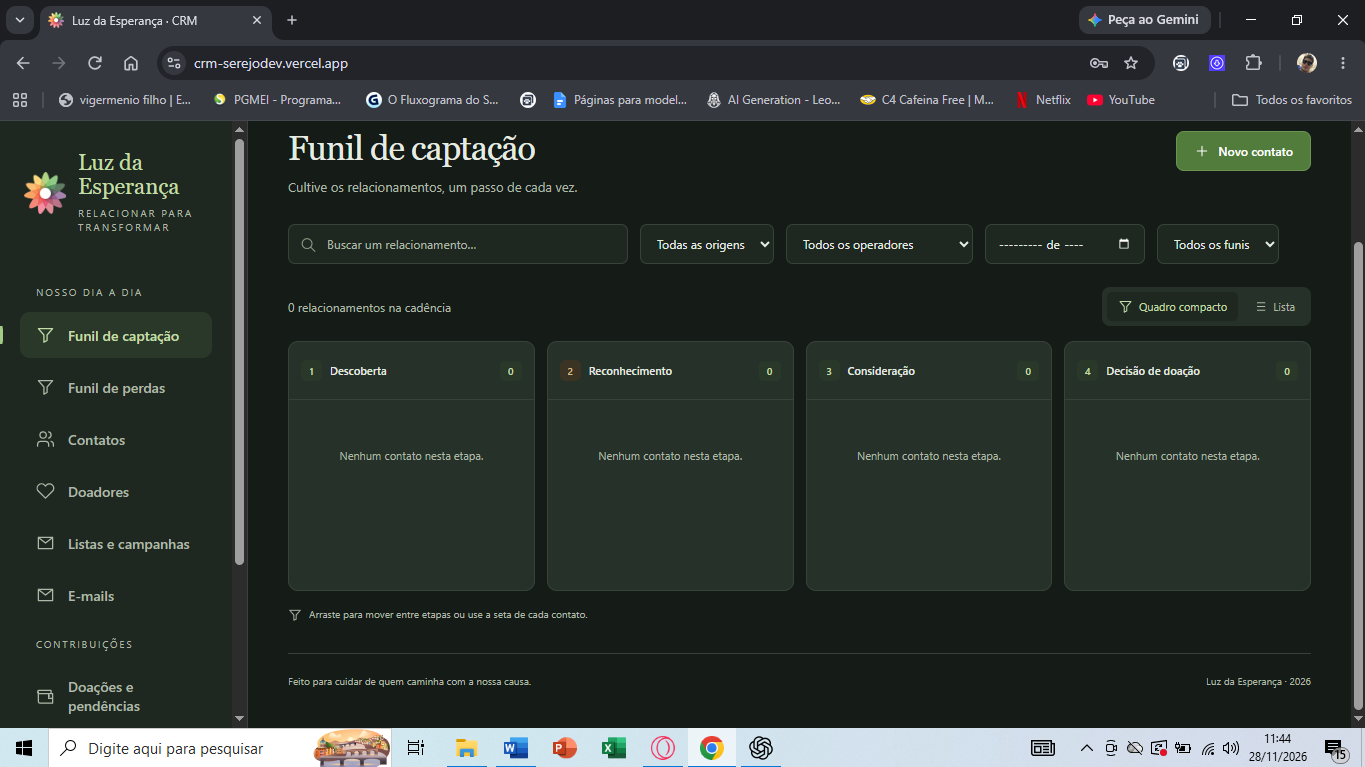 Luz da Esperança · CRM
Peça ao Gemini
crm-serejodev.vercel.app
vigermenio filho | E...
PGMEI - Programa...
O Fluxograma do S...
Páginas para model...
AI Generation - Leo...
C4 Cafeina Free | M...
Netflix
YouTube
Todos os favoritos
Luz da
Esperança
RELACIONAR PARA
TRANSFORMAR
NOSSO DIA A DIA
Funil de captação
Funil de perdas
Contatos
Doadores
Listas e campanhas
E-mails
CONTRIBUIÇÕES
Doações e
pendências
Funil de captação
Novo contato
Cultive os relacionamentos, um passo de cada vez.
Buscar um relacionamento...
Todas as origens
Todos os operadores
--------- de ----
Todos os funis
0 relacionamentos na cadência
Quadro compacto
Lista
1 Descoberta 0
2 Reconhecimento 0
3 Consideração 0
4 Decisão de doação 0
Nenhum contato nesta etapa.
Nenhum contato nesta etapa.
Nenhum contato nesta etapa.
Nenhum contato nesta etapa.
Arraste para mover entre etapas ou use a seta de cada contato.
Feito para cuidar de quem caminha com a nossa causa.
Luz da Esperança · 2026
Digite aqui para pesquisar
11:44
28/11/2026
15